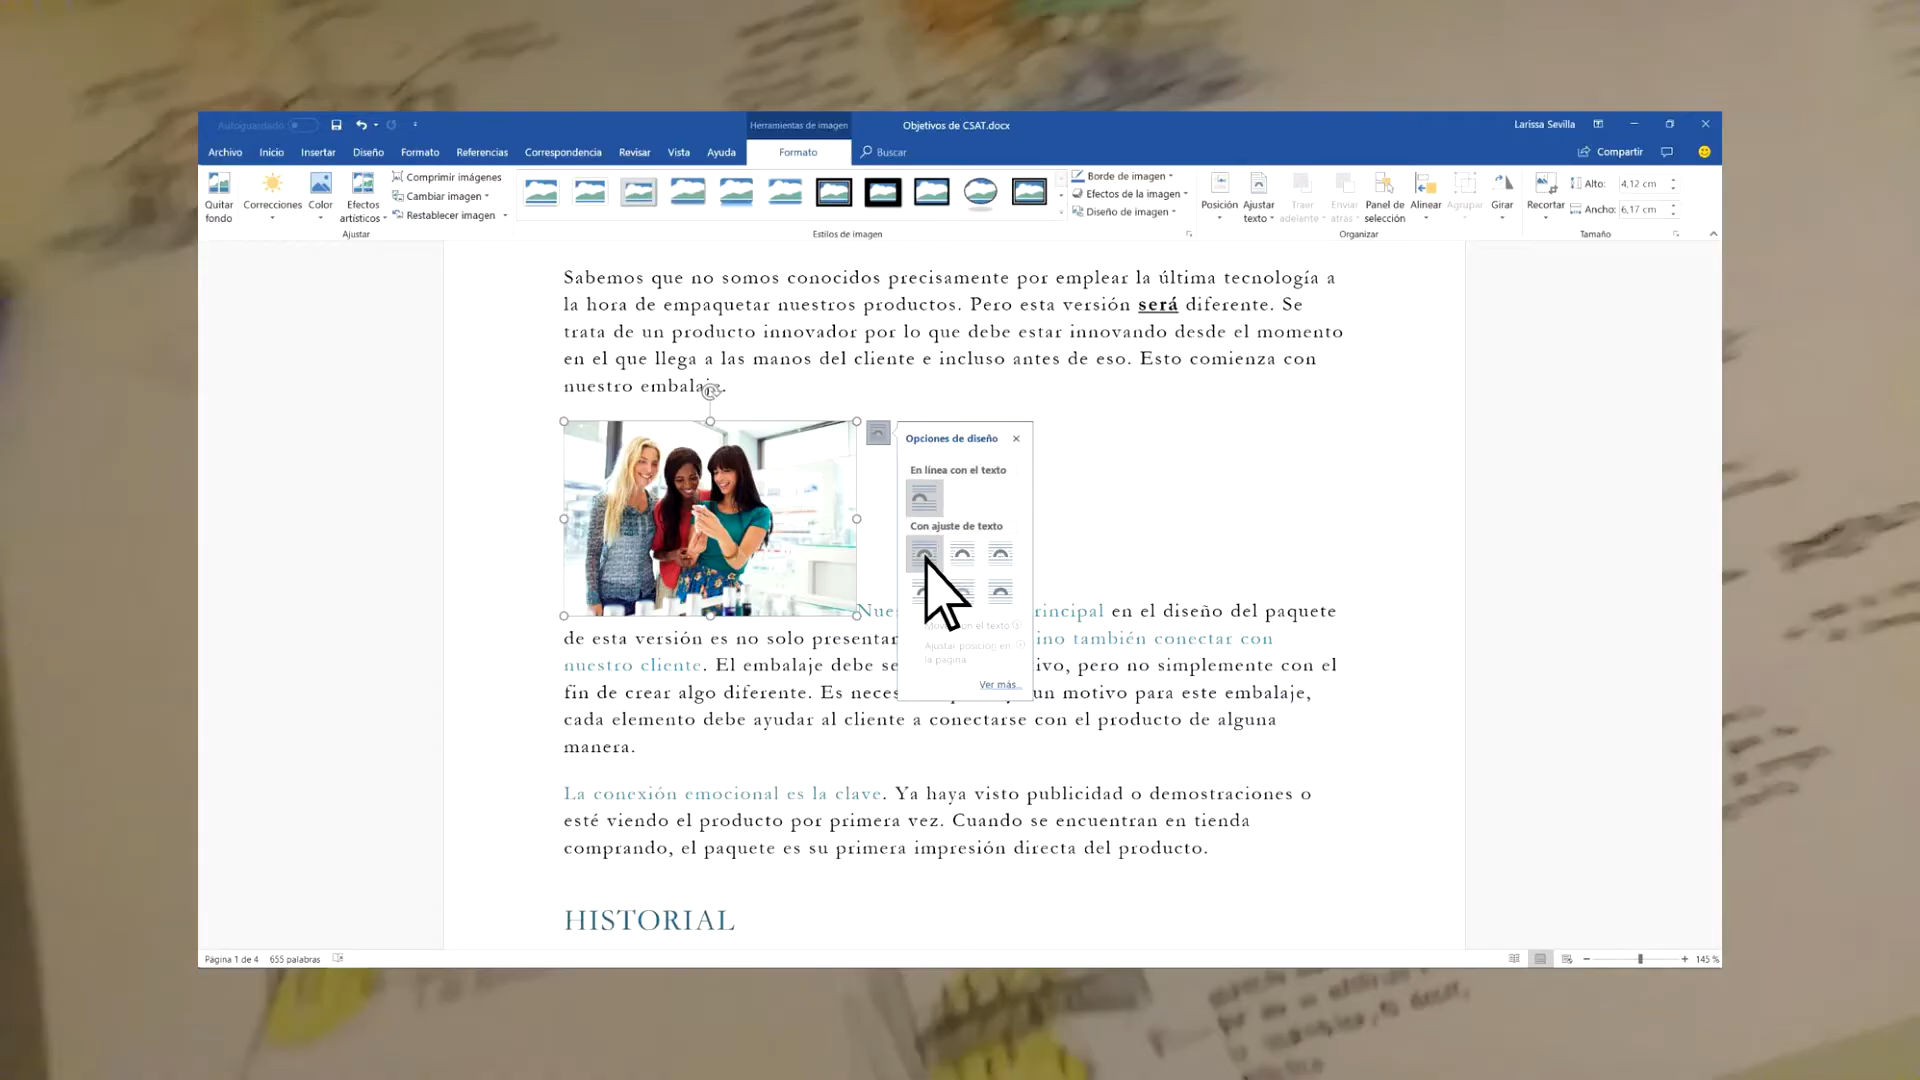 Autoguardado
Herramientas de imagen
Objetivos de CSAT.docx
Larissa Sevilla
Archivo Inicio Insertar Diseño Formato Referencias Correspondencia Revisar Vista Ayuda Formato Buscar
Compartir
Quitar fondo
Correcciones
Color
Efectos artísticos
Comprimir imágenes
Cambiar imagen
Restablecer imagen
Ajustar
Estilos de imagen
Borde de imagen
Efectos de la imagen
Diseño de imagen
Posición
Ajustar texto
Traer adelante
Enviar atrás
Panel de selección
Alinear
Agrupar
Girar
Organizar
Recortar
Alto: 4,12 cm
Ancho: 6,17 cm
Tamaño
Sabemos que no somos conocidos precisamente por emplear la última tecnología a
la hora de empaquetar nuestros productos. Pero esta versión será diferente. Se
trata de un producto innovador por lo que debe estar innovando desde el momento
en el que llega a las manos del cliente e incluso antes de eso. Esto comienza con
nuestro embalaje.
Opciones de diseño
En línea con el texto
Con ajuste de texto
con el texto
Ajustar posición en
la página
Ver más...
en el diseño del paquete
de esta versión es no solo presentar también conectar con
nuestro cliente. El embalaje debe pero no simplemente con el
fin de crear algo diferente. Es un motivo para este embalaje,
cada elemento debe ayudar al cliente a conectarse con el producto de alguna
manera.
La conexión emocional es la clave. Ya haya visto publicidad o demostraciones o
esté viendo el producto por primera vez. Cuando se encuentran en tienda
comprando, el paquete es su primera impresión directa del producto.
HISTORIAL
Página 1 de 4 655 palabras
145 %